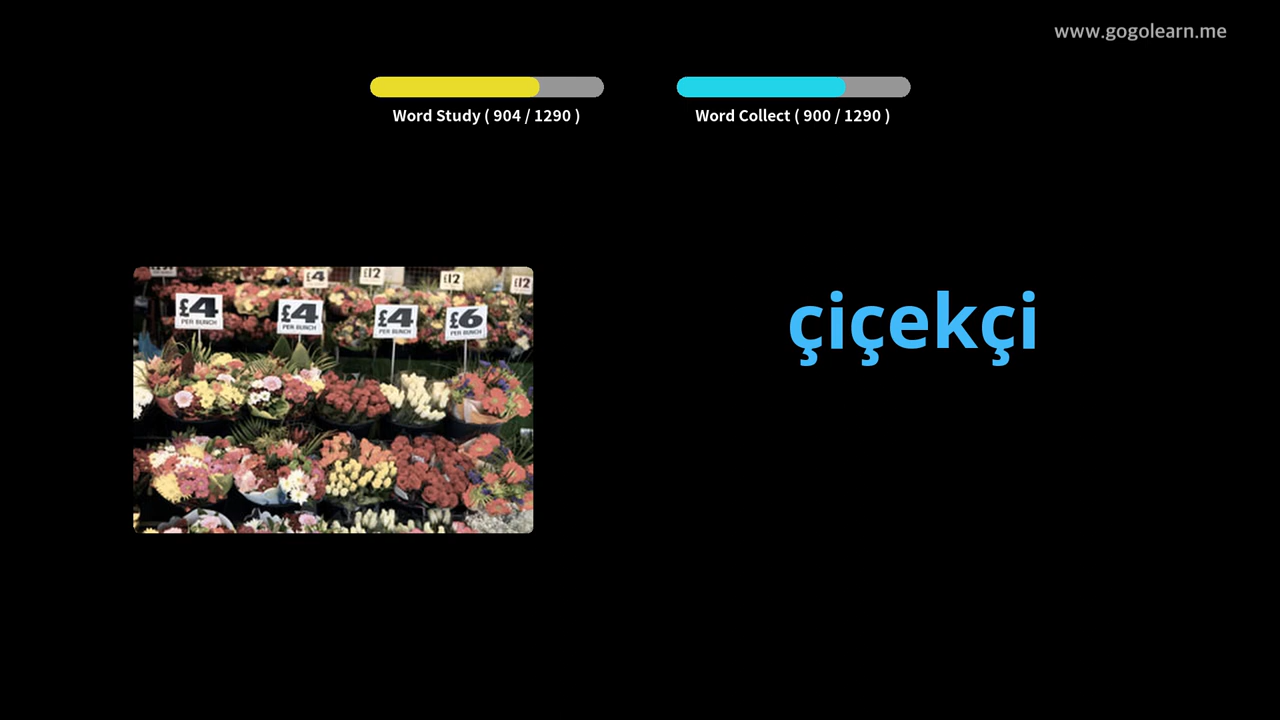 www.gogolearn.me
Word Study ( 904 / 1290 )
Word Collect ( 900 / 1290 )
£4
£12
£12
£12
£4
PER BUNCH
£4
PER BUNCH
£4
PER BUNCH
£6
PER BUNCH
çiçekçi